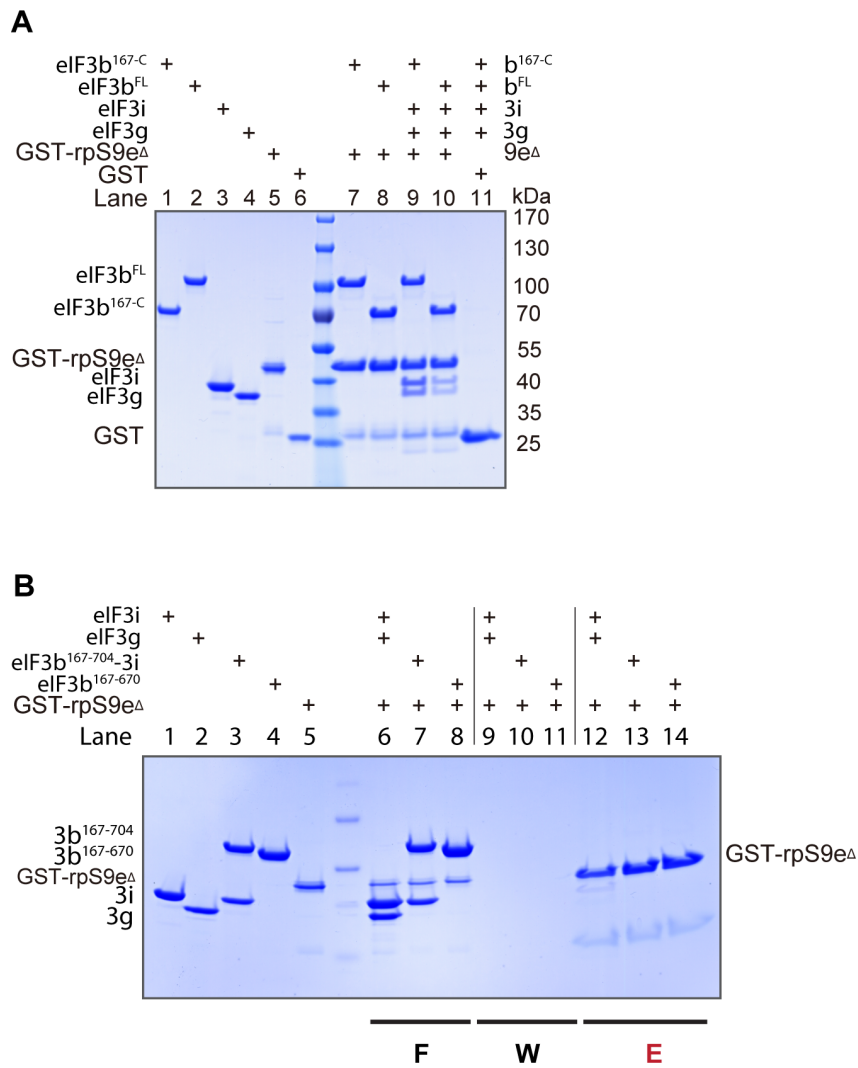 A
eIF3b167-C + + + + b167-C
eIF3bFL + + + + bFL
eIF3i + + + + 3i
eIF3g + + + + 3g
GST-rpS9eΔ + + + + + 9eΔ
GST + +
Lane 1 2 3 4 5 6 7 8 9 10 11 kDa
170
130
eIF3bFL 100
eIF3b167-C 70
55
GST-rpS9eΔ
eIF3i 40
eIF3g
35
GST 25
B
eIF3i + + + +
eIF3g + + + +
eIF3b167-704-3i + + + +
eIF3b167-670 + + + +
GST-rpS9eΔ + + + + + + + + + +
Lane 1 2 3 4 5 6 7 8 9 10 11 12 13 14
3b167-704
3b167-670 GST-rpS9eΔ
GST-rpS9eΔ
3i
3g
F W E